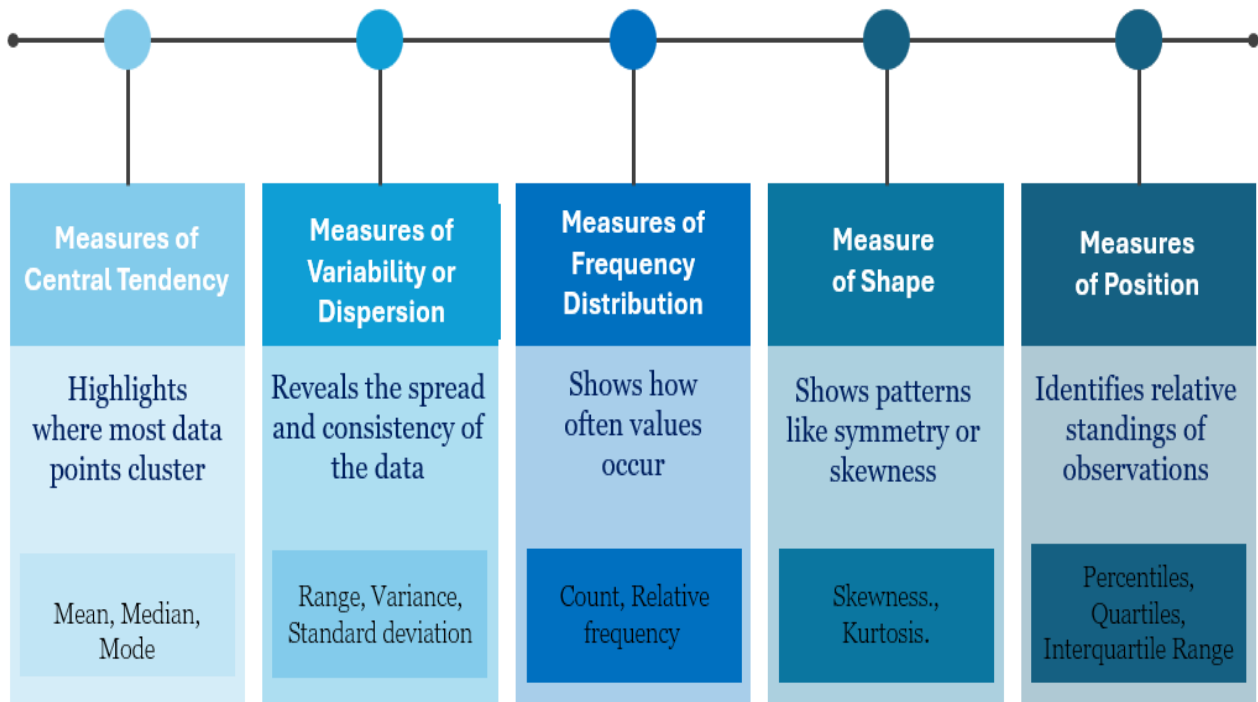 Measures of
Central Tendency
Highlights
where most data
points cluster
Mean, Median,
Mode
Measures of
Variability or
Dispersion
Reveals the spread
and consistency of
the data
Range, Variance,
Standard deviation
Measures of
Frequency
Distribution
Shows how
often values
occur
Count, Relative
frequency
Measure
of Shape
Shows patterns
like symmetry or
skewness
Skewness.,
Kurtosis.
Measures
of Position
Identifies relative
standings of
observations
Percentiles,
Quartiles,
Interquartile Range